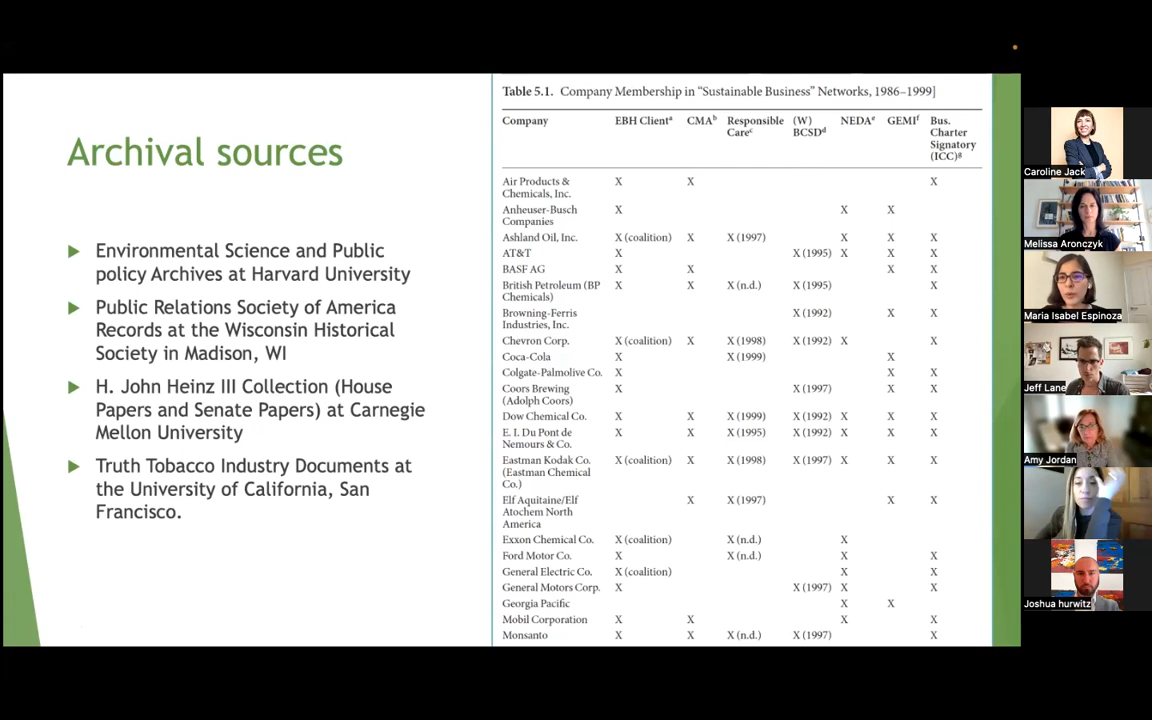 Archival sources
Environmental Science and Public
policy Archives at Harvard University
Public Relations Society of America
Records at the Wisconsin Historical
Society in Madison, WI
H. John Heinz III Collection (House
Papers and Senate Papers) at Carnegie
Mellon University
Truth Tobacco Industry Documents at
the University of California, San
Francisco.
Table 5.1. Company Membership in “Sustainable Business” Networks, 1986–1999]
Company EBH Clientᵃ CMAᵇ Responsible Careᶜ (W) BCSDᵈ NEDAᵉ GEMIᶠ Bus. Charter Signatory (ICC)ᵍ
Air Products & X X X
Chemicals, Inc.
Anheuser-Busch X X X
Companies
Ashland Oil, Inc. X (coalition) X X (1997) X X X
AT&T X X (1995) X X X
BASF AG X X X X
British Petroleum (BP X X X (n.d.) X (1995) X
Chemicals)
Browning-Ferris X (1992) X X
Industries, Inc.
Chevron Corp. X (coalition) X X (1998) X (1992) X X
Coca-Cola X X (1999) X
Colgate-Palmolive Co. X X X
Coors Brewing X X (1997) X X
(Adolph Coors)
Dow Chemical Co. X X X (1999) X (1992) X X X
E. I. Du Pont de X X X (1995) X (1992) X X X
Nemours & Co.
Eastman Kodak Co. X (coalition) X X (1998) X (1997) X X X
(Eastman Chemical
Co.)
Elf Aquitaine/Elf X X (1997) X X
Atochem North
America
Exxon Chemical Co. X (coalition) X (n.d.) X
Ford Motor Co. X X (n.d.) X X
General Electric Co. X (coalition) X X
General Motors Corp. X X (1997) X X
Georgia Pacific X X
Mobil Corporation X X X X
Monsanto X X X (n.d.) X (1997) X
Caroline Jack
Melissa Aronczyk
Maria Isabel Espinoza
Jeff Lane
Amy Jordan
Joshua hurwitz